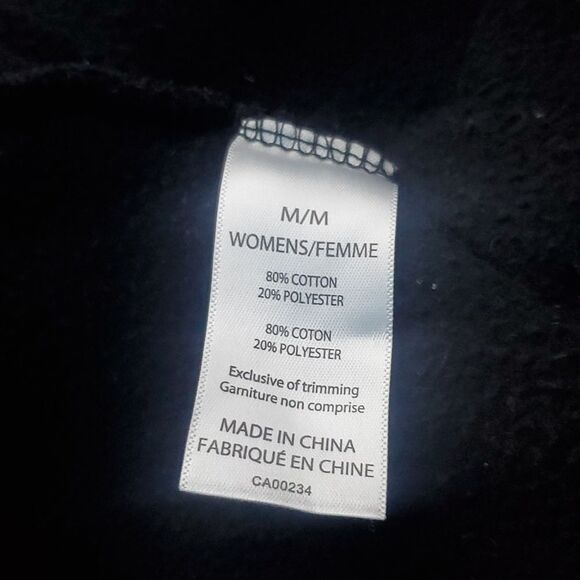 M/M
WOMENS/FEMME
80% COTTON
20% POLYESTER
80% COTON
20% POLYESTER
Exclusive of trimming
Garniture non comprise
MADE IN CHINA
FABRIQUÉ EN CHINE
CA00234